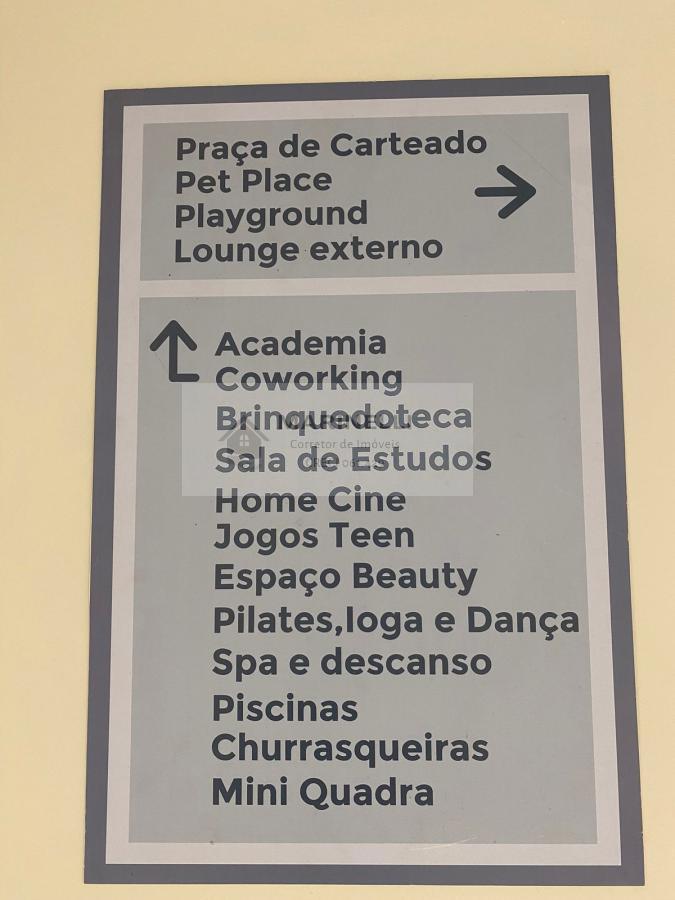 Praça de Carteado
Pet Place
Playground
Lounge externo
Academia
Coworking
Brinquedoteca
MARINELLI
Corretor de Imóveis
Sala de Estudos
Home Cine
Jogos Teen
Espaço Beauty
Pilates,Ioga e Dança
Spa e descanso
Piscinas
Churrasqueiras
Mini Quadra